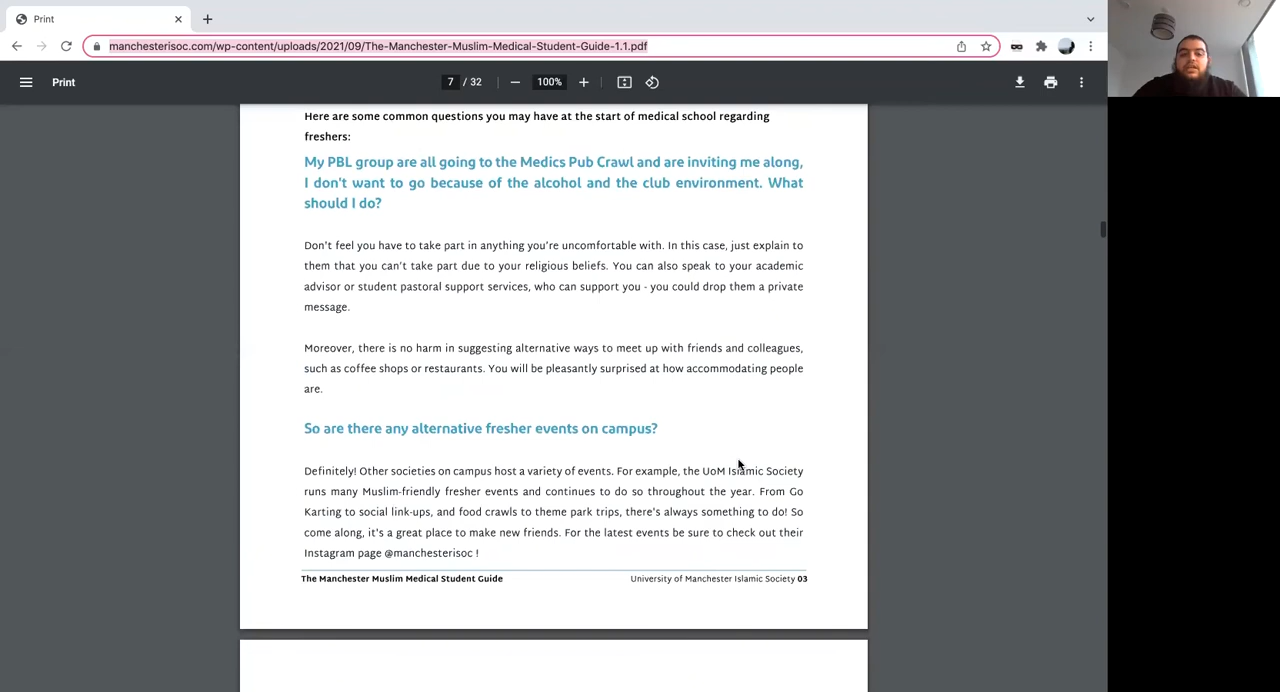 Print
manchesterisoc.com/wp-content/uploads/2021/09/The-Manchester-Muslim-Medical-Student-Guide-1.1.pdf
Print
7 / 32
100%
Here are some common questions you may have at the start of medical school regarding
freshers:
My PBL group are all going to the Medics Pub Crawl and are inviting me along,
I don't want to go because of the alcohol and the club environment. What
should I do?
Don't feel you have to take part in anything you're uncomfortable with. In this case, just explain to
them that you can't take part due to your religious beliefs. You can also speak to your academic
advisor or student pastoral support services, who can support you - you could drop them a private
message.
Moreover, there is no harm in suggesting alternative ways to meet up with friends and colleagues,
such as coffee shops or restaurants. You will be pleasantly surprised at how accommodating people
are.
So are there any alternative fresher events on campus?
Definitely! Other societies on campus host a variety of events. For example, the UoM Islamic Society
runs many Muslim-friendly fresher events and continues to do so throughout the year. From Go
Karting to social link-ups, and food crawls to theme park trips, there's always something to do! So
come along, it's a great place to make new friends. For the latest events be sure to check out their
Instagram page @manchesterisoc !
The Manchester Muslim Medical Student Guide
University of Manchester Islamic Society 03